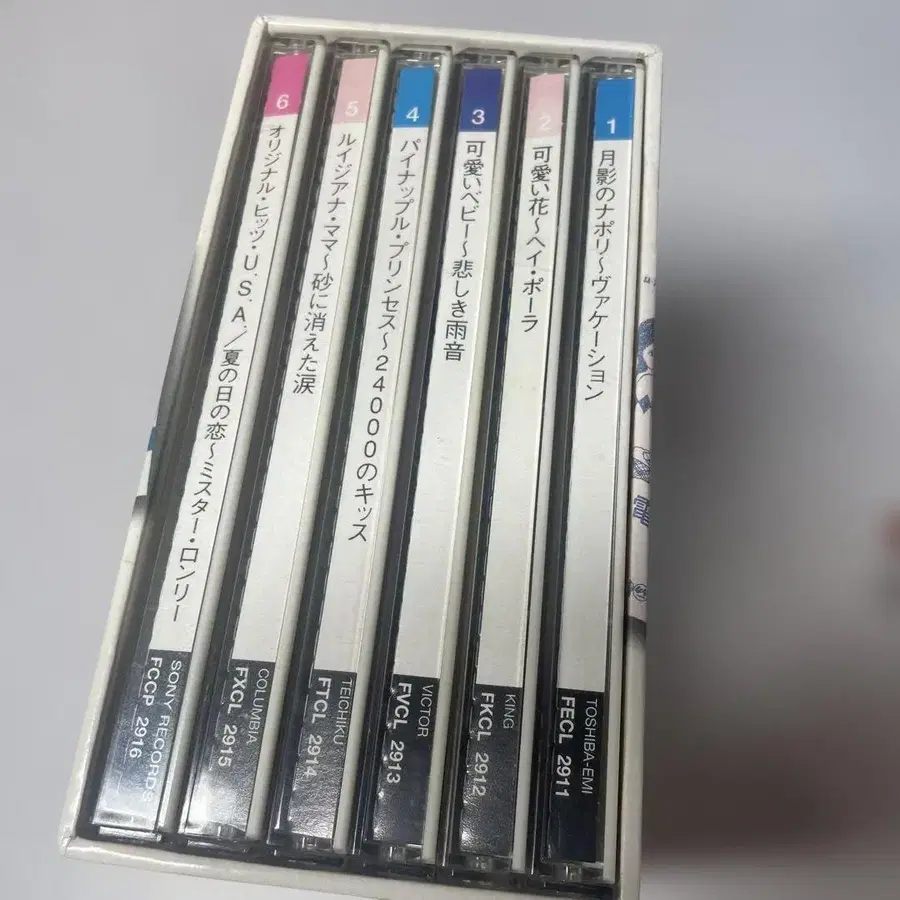 1
月影のナポリ〜ヴァケーション
TOSHIBA-EMI
FECL 2911
2
可愛い花〜ヘイ・ポーラ
KING
FKCL 2912
3
可愛いベビー〜悲しき雨音
VICTOR
FVCL 2913
4
パイナップル・プリンセス〜24000のキッス
TEICHIKU
FTCL 2914
5
ルイジアナ・ママ〜砂に消えた涙
COLUMBIA
FXCL 2915
6
オリジナル・ヒッツ・U.S.A./夏の日の恋〜ミスター・ロンリー
SONY RECORDS
FCCP 2916
電